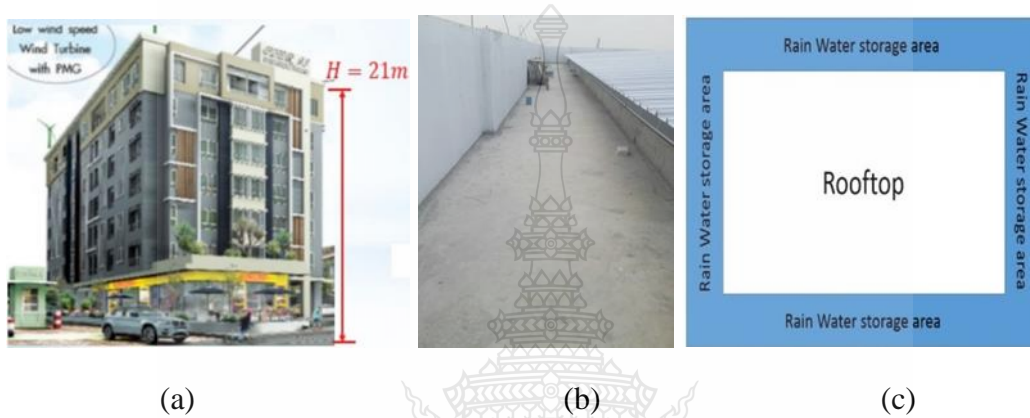 Low wind speed
Wind Turbine
with PMG
H = 21m
Rain Water storage area
Rain Water storage area
Rooftop
Rain Water storage area
Rain Water storage area
(a)
(b)
(c)